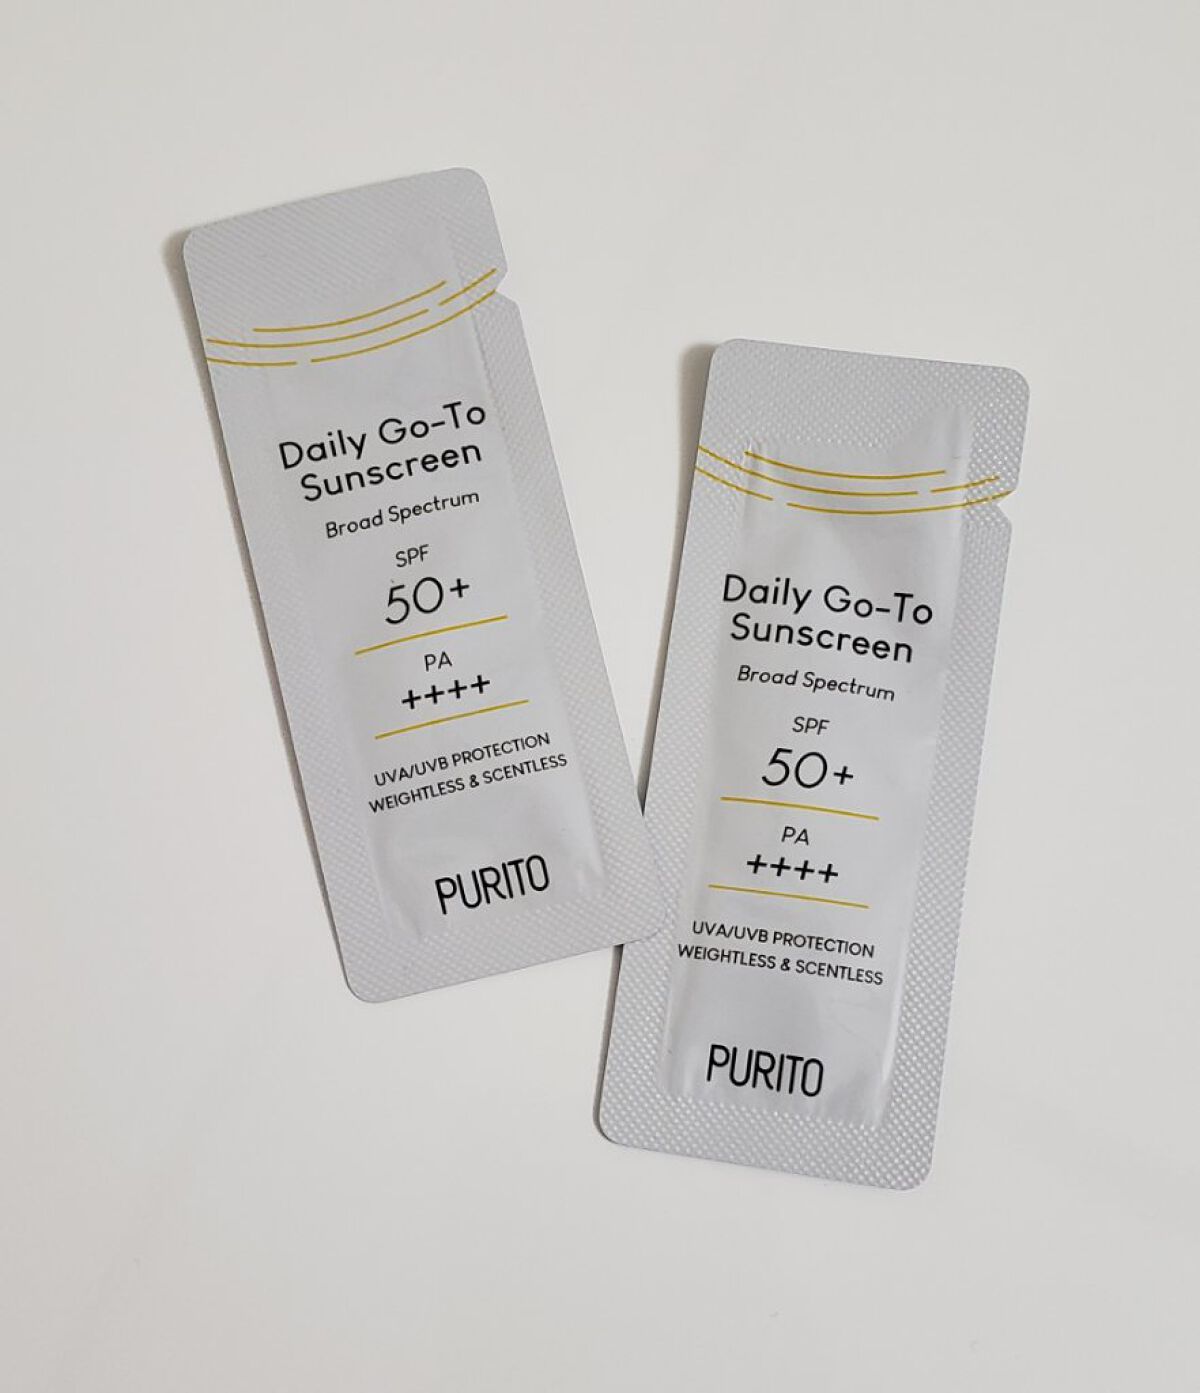 Daily Go-To
Sunscreen
Broad Spectrum
SPF
50+
PA
++++
UVA/UVB PROTECTION
WEIGHTLESS & SCENTLESS
PURITO
Daily Go-To
Sunscreen
Broad Spectrum
SPF
50+
PA
++++
UVA/UVB PROTECTION
WEIGHTLESS & SCENTLESS
PURITO